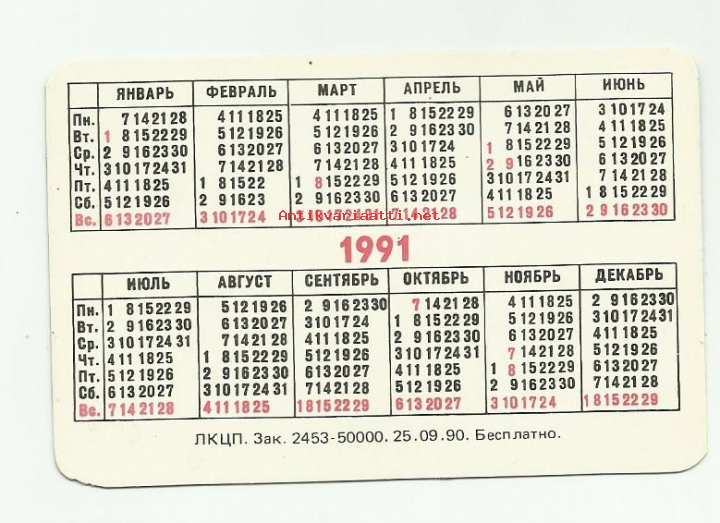 ЯНВАРЬ ФЕВРАЛЬ МАРТ АПРЕЛЬ МАЙ ИЮНЬ
Пн. 7 14 21 28 4 11 18 25 4 11 18 25 1 8 15 22 29 6 13 20 27 3 10 17 24
Вт. 1 8 15 22 29 5 12 19 26 5 12 19 26 2 9 16 23 30 7 14 21 28 4 11 18 25
Ср. 2 9 16 23 30 6 13 20 27 6 13 20 27 3 10 17 24 1 8 15 22 29 5 12 19 26
Чт. 3 10 17 24 31 7 14 21 28 7 14 21 28 4 11 18 25 2 9 16 23 30 6 13 20 27
Пт. 4 11 18 25 1 8 15 22 1 8 15 22 29 5 12 19 26 3 10 17 24 31 7 14 21 28
Сб. 5 12 19 26 2 9 16 23 2 9 16 23 30 6 13 20 27 4 11 18 25 1 8 15 22 29
Вс. 6 13 20 27 3 10 17 24 3 10 17 24 31 7 14 21 28 5 12 19 26 2 9 16 23 30
Antikvariaatti.net
1991
ИЮЛЬ АВГУСТ СЕНТЯБРЬ ОКТЯБРЬ НОЯБРЬ ДЕКАБРЬ
Пн. 1 8 15 22 29 5 12 19 26 2 9 16 23 30 7 14 21 28 4 11 18 25 2 9 16 23 30
Вт. 2 9 16 23 30 6 13 20 27 3 10 17 24 1 8 15 22 29 5 12 19 26 3 10 17 24 31
Ср. 3 10 17 24 31 7 14 21 28 4 11 18 25 2 9 16 23 30 6 13 20 27 4 11 18 25
Чт. 4 11 18 25 1 8 15 22 29 5 12 19 26 3 10 17 24 31 7 14 21 28 5 12 19 26
Пт. 5 12 19 26 2 9 16 23 30 6 13 20 27 4 11 18 25 1 8 15 22 29 6 13 20 27
Сб. 6 13 20 27 3 10 17 24 31 7 14 21 28 5 12 19 26 2 9 16 23 30 7 14 21 28
Вс. 7 14 21 28 4 11 18 25 1 8 15 22 29 6 13 20 27 3 10 17 24 1 8 15 22 29
ЛКЦП. Зак. 2453-50000. 25.09.90. Бесплатно.